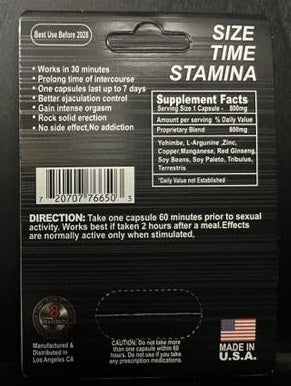 Best Use Before 2028
SIZE
TIME
STAMINA
• Works in 30 minutes
• Prolong time of intercourse
• One capsules last up to 7 days
• Better ejaculation control
• Gain intense orgasm
• Rock solid erection
• No side effect,No addiction
Supplement Facts
Serving Size 1 Capsule - 800mg
Amount per serving % Daily Value
Proprietary Blend 800mg
Yohimbe, L-Argunine ,Zinc,
Copper,Manganese, Red Ginseng,
Soy Beans, Soy Paleto, Tribulus,
Terrestris
*Daily Value not Established
7 20707 76650 3
DIRECTION: Take one capsule 60 minutes prior to sexual
activity. Works best if taken 2 hours after a meal.Effects
are normally active only when stimulated,
Manufactured &
Distributed in
Los Angeles CA
CAUTION: Do not take more
than one capsule within 60
hours. Do not use if you take
any prescription medications.
MADE IN
U.S.A.